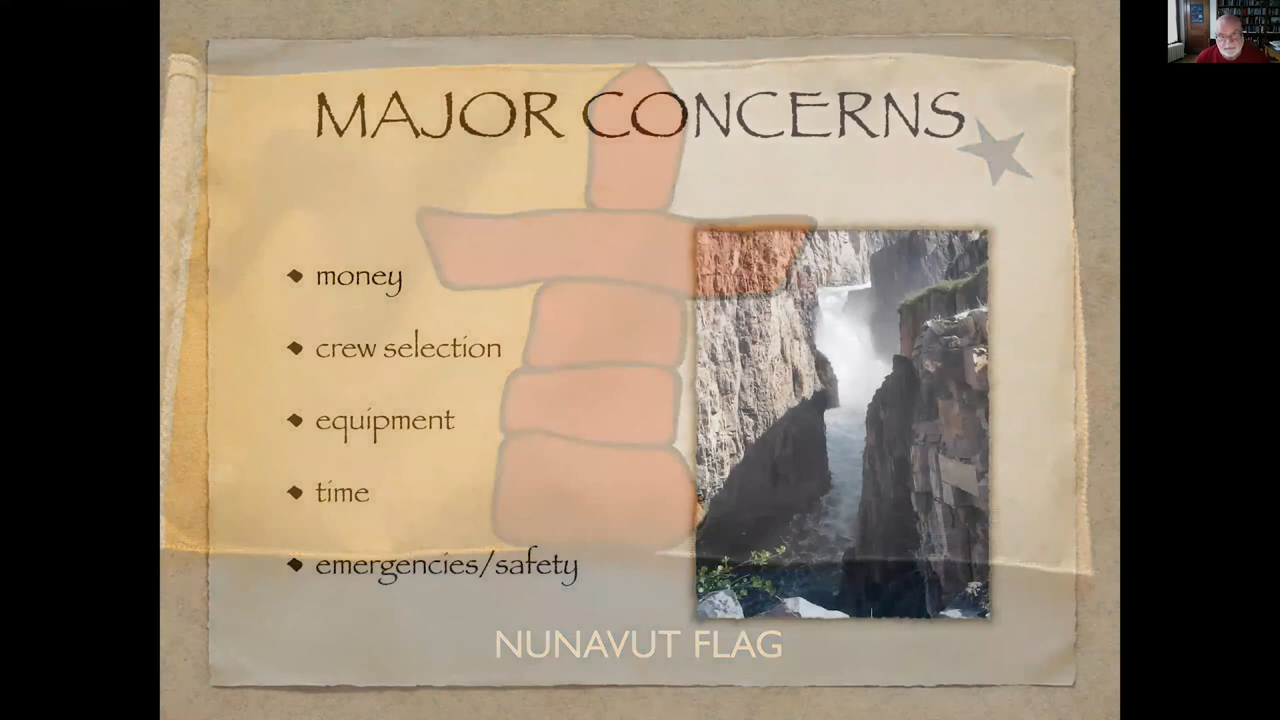 MAJOR CONCERNS
money
crew selection
equipment
time
emergencies/safety
NUNAVUT FLAG